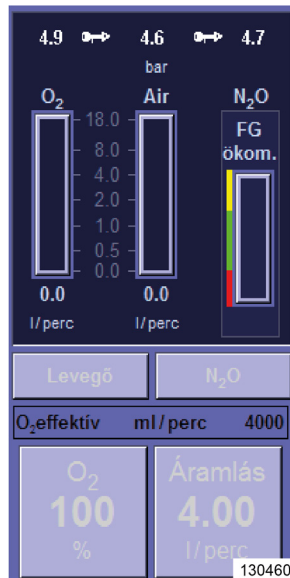 4.9 4.6 4.7
bar
O₂ Air N₂O
18.0
8.0
4.0
2.0
1.0
0.5
0.0
FG
ökom.
0.0 0.0
l/perc l/perc
Levegő N₂O
O₂effektív ml/perc 4000
O₂ Áramlás
100 4.00
% l/perc
130460